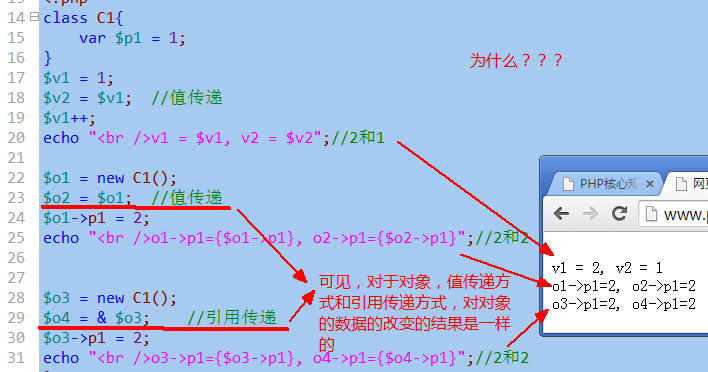 <?php
14 class C1{
15 var $p1 = 1;
16 }
17 $v1 = 1;
18 $v2 = $v1; //值传递
19 $v1++;
20 echo "<br />v1 = $v1, v2 = $v2";//2和1
21
22 $o1 = new C1();
23 $o2 = $o1; //值传递
24 $o1->p1 = 2;
25 echo "<br />o1->p1={$o1->p1}, o2->p1={$o2->p1}";//2和2
26
27
28 $o3 = new C1();
29 $o4 = & $o3; //引用传递
30 $o3->p1 = 2;
31 echo "<br />o3->p1={$o3->p1}, o4->p1={$o4->p1}";//2和2
为什么？？？
可见，对于对象，值传递方
式和引用传递方式，对对象
的数据的改变的结果是一样
的
PHP核心知
网页
www.p
v1 = 2, v2 = 1
o1->p1=2, o2->p1=2
o3->p1=2, o4->p1=2